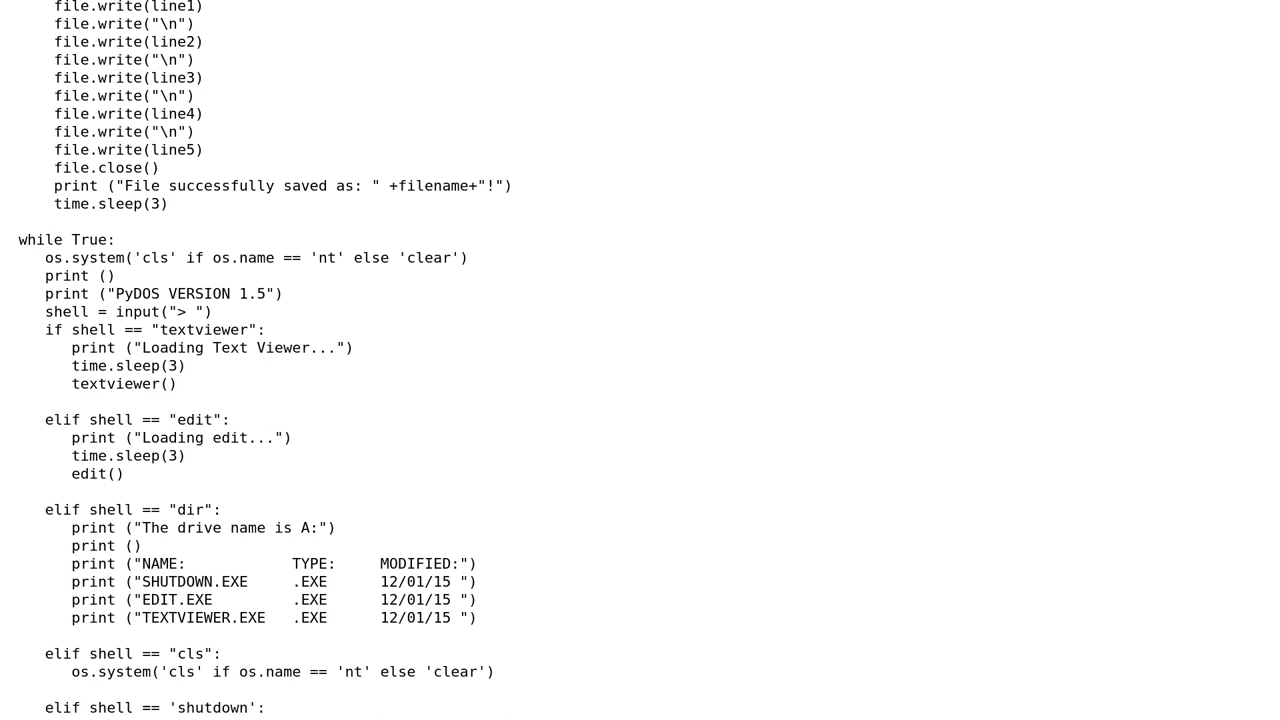 file.write(line1)
    file.write("\n")
    file.write(line2)
    file.write("\n")
    file.write(line3)
    file.write("\n")
    file.write(line4)
    file.write("\n")
    file.write(line5)
    file.close()
    print ("File successfully saved as: " +filename+"!")
    time.sleep(3)

while True:
   os.system('cls' if os.name == 'nt' else 'clear')
   print ()
   print ("PyDOS VERSION 1.5")
   shell = input("> ")
   if shell == "textviewer":
      print ("Loading Text Viewer...")
      time.sleep(3)
      textviewer()

   elif shell == "edit":
      print ("Loading edit...")
      time.sleep(3)
      edit()

   elif shell == "dir":
      print ("The drive name is A:")
      print ()
      print ("NAME:            TYPE:     MODIFIED:")
      print ("SHUTDOWN.EXE     .EXE      12/01/15 ")
      print ("EDIT.EXE         .EXE      12/01/15 ")
      print ("TEXTVIEWER.EXE   .EXE      12/01/15 ")

   elif shell == "cls":
      os.system('cls' if os.name == 'nt' else 'clear')

   elif shell == 'shutdown':